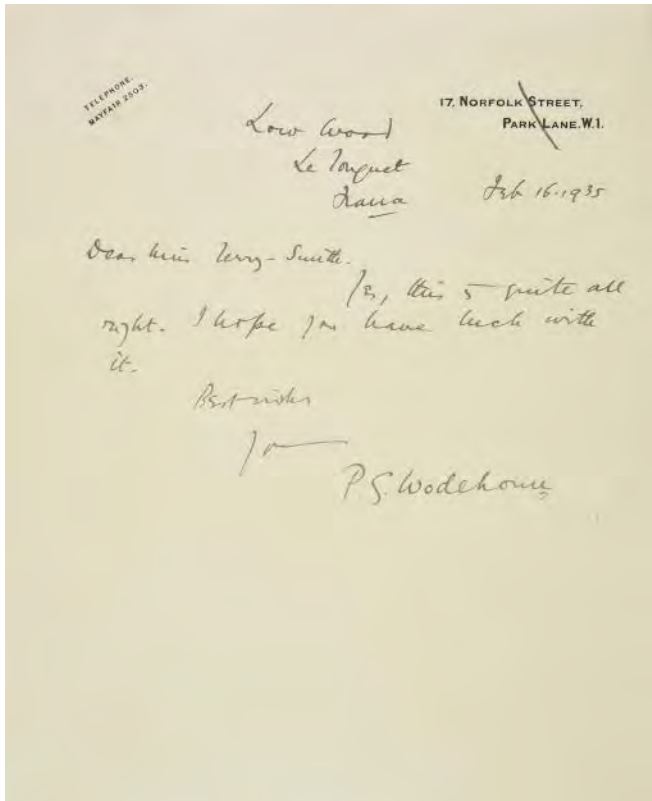 TELEPHONE.
MAYFAIR 2503.
17, NORFOLK STREET,
PARK LANE. W.1.
Low Wood
Le Touquet
France
Feb 16. 1935
Dear Miss Terry-Smith.
Yes, this is quite all
right. I hope you have luck with
it.
Best wishes
P G. Wodehouse